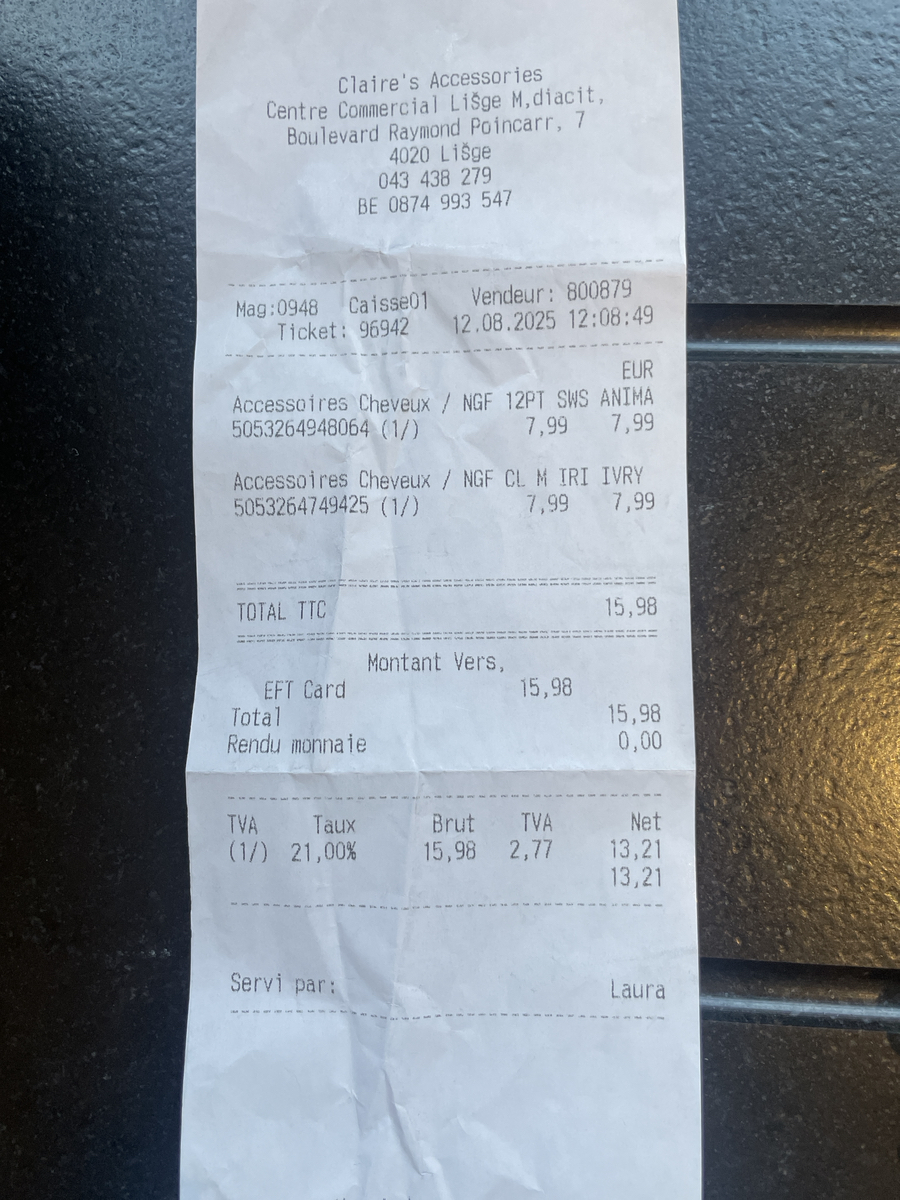 Claire's Accessories
Centre Commercial LiŠge M,diacit,
Boulevard Raymond Poincarr, 7
4020 LiŠge
043 438 279
BE 0874 993 547
Mag:0948 Caisse01 Vendeur: 800879
Ticket: 96942 12.08.2025 12:08:49
EUR
Accessoires Cheveux / NGF 12PT SWS ANIMA
5053264948064 (1/) 7,99 7,99
Accessoires Cheveux / NGF CL M IRI IVRY
5053264749425 (1/) 7,99 7,99
TOTAL TTC 15,98
Montant Vers,
EFT Card 15,98
Total 15,98
Rendu monnaie 0,00
TVA Taux Brut TVA Net
(1/) 21,00% 15,98 2,77 13,21
13,21
Servi par: Laura